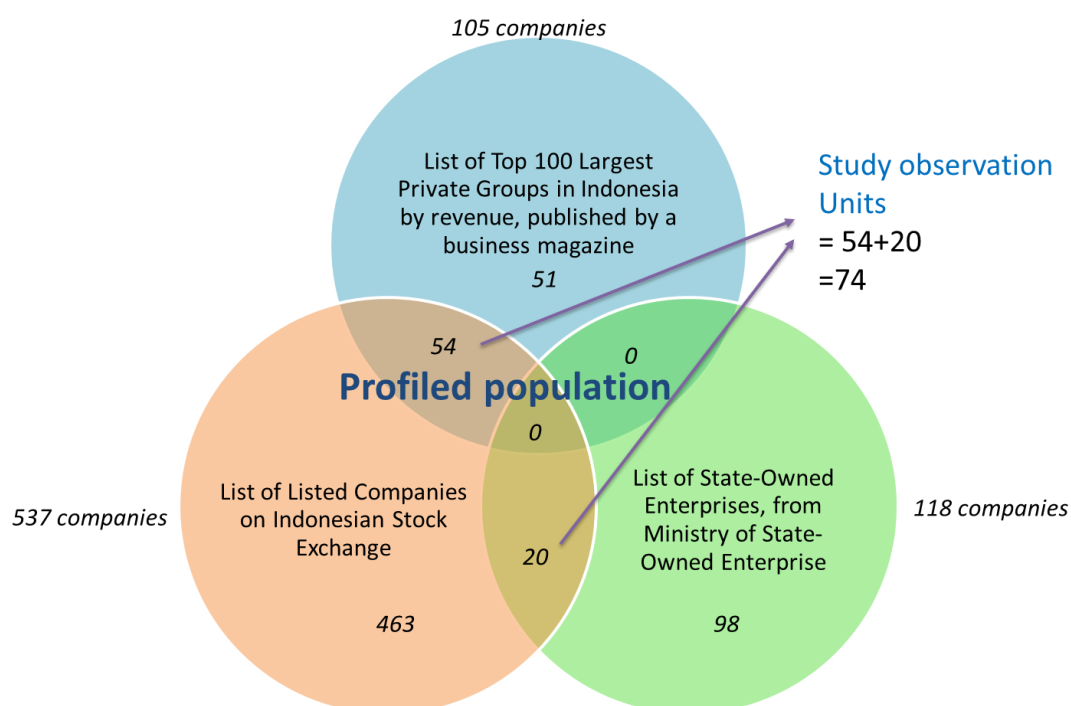 105 companies
List of Top 100 Largest
Private Groups in Indonesia
by revenue, published by a
business magazine
51
Study observation
Units
= 54+20
=74
54
0
Profiled population
0
List of Listed Companies
on Indonesian Stock
Exchange
537 companies
20
463
List of State-Owned
Enterprises, from
Ministry of State-
Owned Enterprise
118 companies
98